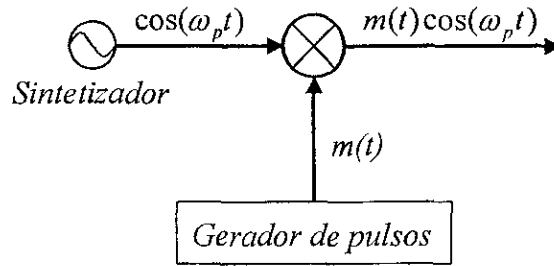 cos(ω_p t)
m(t)cos(ω_p t)
Sintetizador
m(t)
Gerador de pulsos